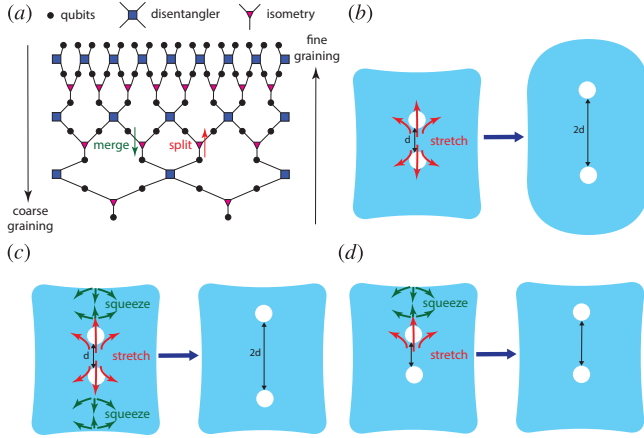 (a)
qubits
disentangler
isometry
(b)
fine
graining
merge
split
coarse
graining
d
stretch
2d
(c)
(d)
squeeze
d
stretch
squeeze
2d
squeeze
d
stretch